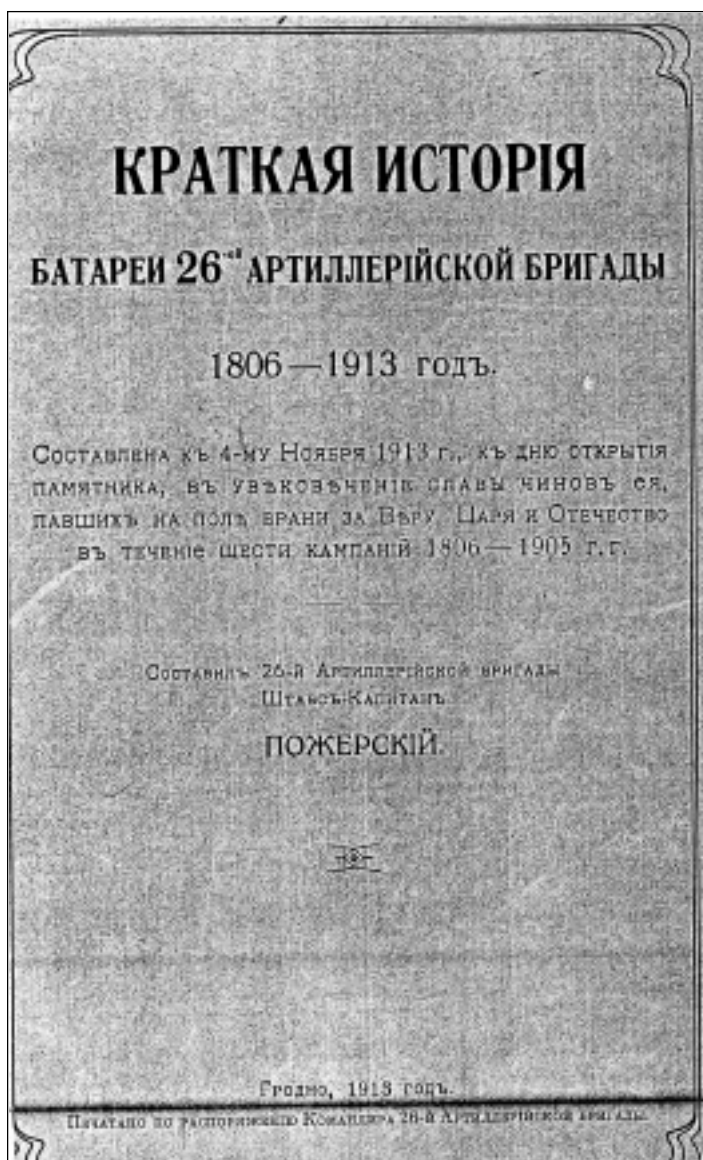 КРАТКАЯ ИСТОРІЯ
БАТАРЕИ 26-ой АРТИЛЛЕРІЙСКОЙ БРИГАДЫ
1806—1913 годъ.
Составлена къ 4-му Ноября 1913 г., къ дню открытія
памятника, въ увѣковѣченіе славы чиновъ ея,
павшихъ на полѣ брани за Вѣру, Царя и Отечество
въ теченіе шести кампаній 1806—1905 г.г.
Составилъ 26-й Артиллерійской бригады
Штабсъ-Капитанъ
ПОЖЕРСКІЙ.
Гродно, 1913 годъ.
Печатано по распоряженію Командира 26-й Артиллерійской бригады.